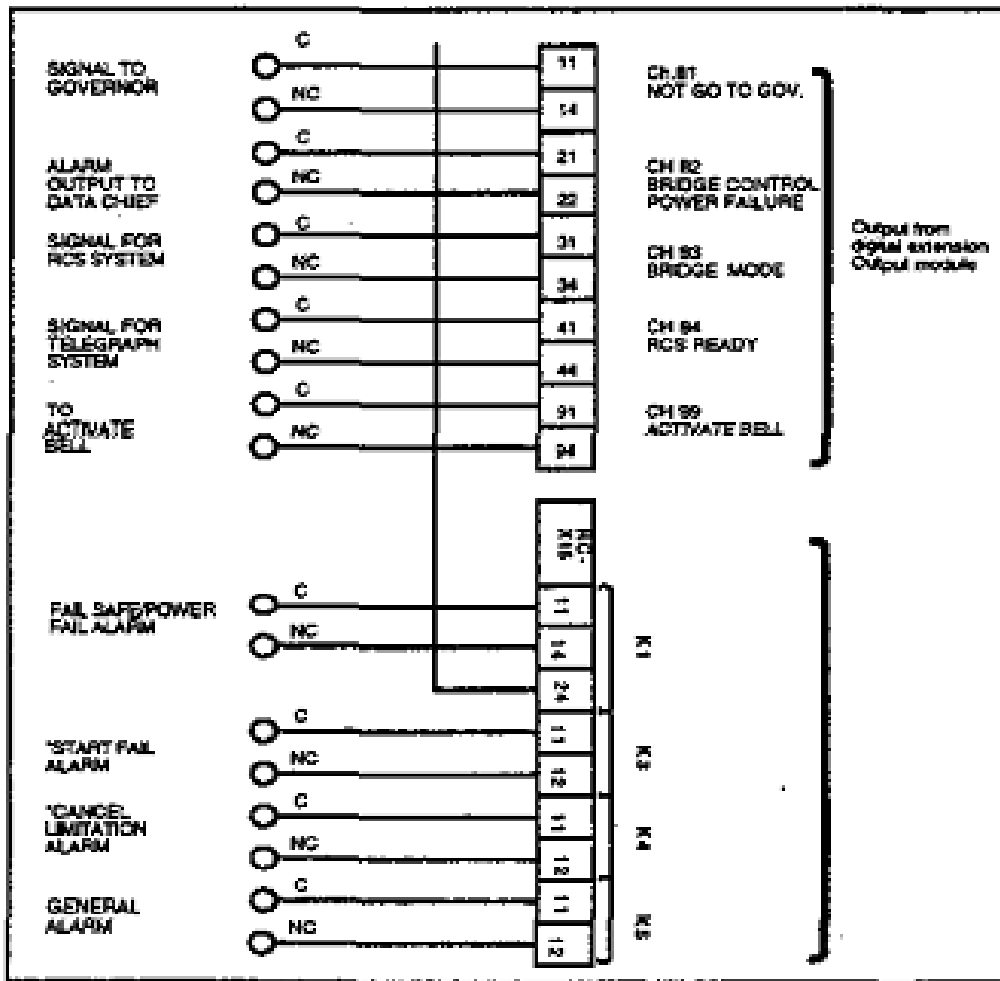 SIGNAL TO
GOVERNOR
C
NC
11
14
Ch.81
NOT GO TO GOV.
ALARM
OUTPUT TO
DATA CHIEF
C
NC
21
22
CH 82
BRIDGE CONTROL
POWER FAILURE
SIGNAL FOR
RCS SYSTEM
C
NC
31
34
CH 93
BRIDGE MODE
SIGNAL FOR
TELEGRAPH
SYSTEM
C
NC
41
44
CH 94
RCS READY
TO
ACTIVATE
BELL
C
NC
91
94
CH 99
ACTIVATE BELL
Output from
digital extension
Output module
RC-
FAIL SAFE/POWER
FAIL ALARM
C
NC
11
14
24
K1
*START FAIL
ALARM
C
NC
11
12
K3
*CANCEL
LIMITATION
ALARM
C
NC
11
12
K4
GENERAL
ALARM
C
NC
11
12
K5